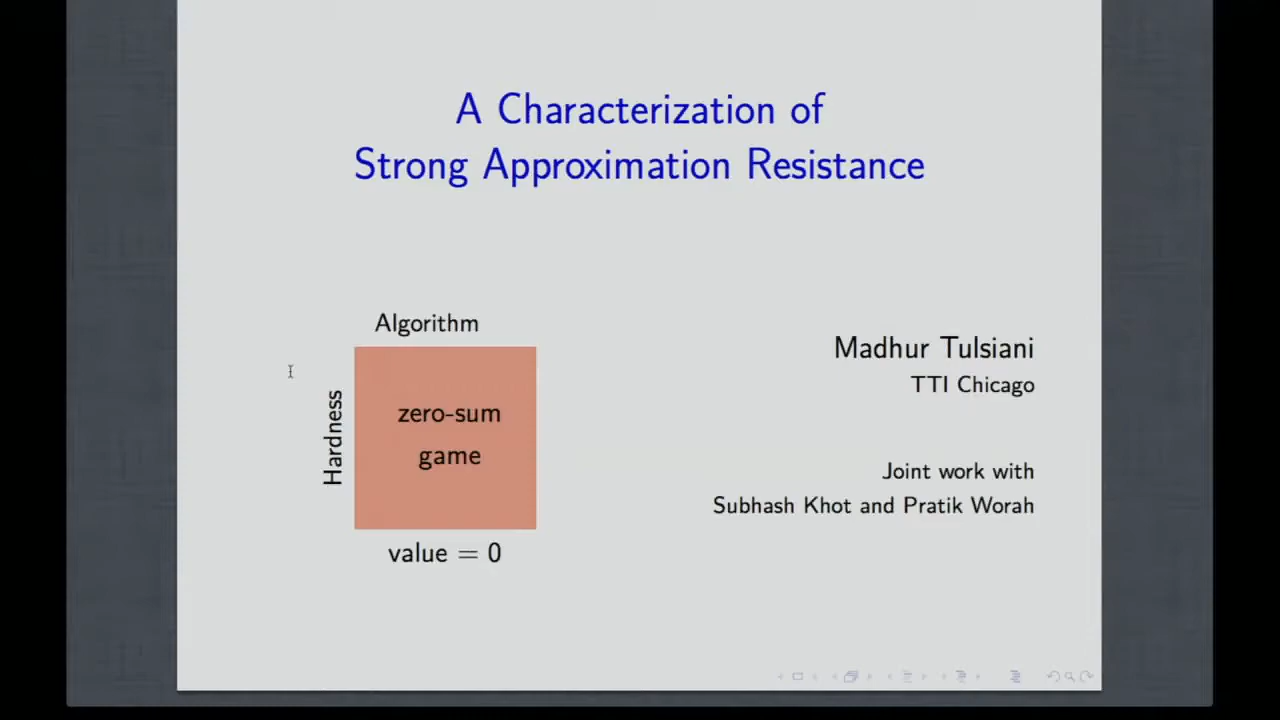 A Characterization of
Strong Approximation Resistance
Algorithm
Hardness
zero-sum
game
value = 0
Madhur Tulsiani
TTI Chicago
Joint work with
Subhash Khot and Pratik Worah